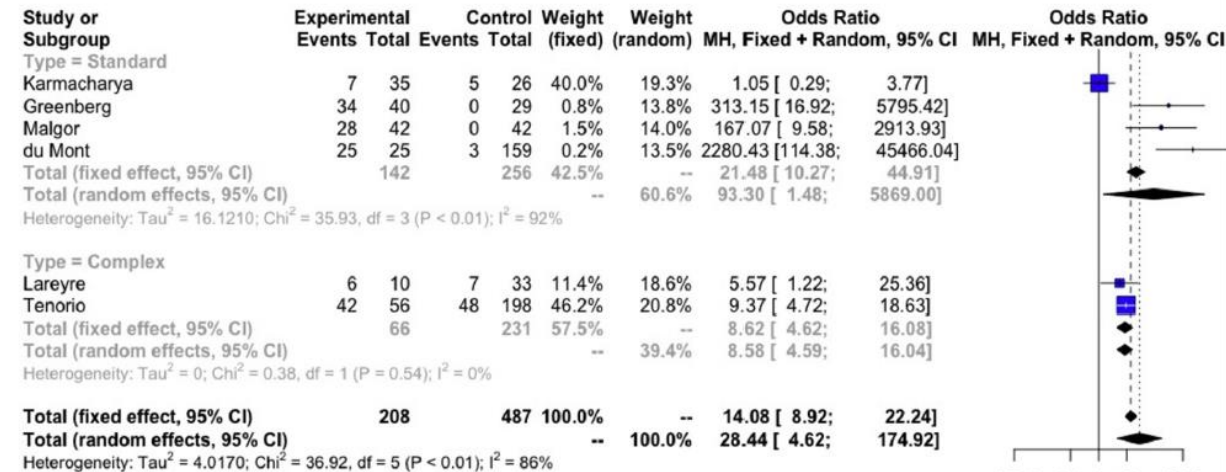 Study or Experimental Control Weight Weight Odds Ratio Odds Ratio
Subgroup Events Total Events Total (fixed) (random) MH, Fixed + Random, 95% CI MH, Fixed + Random, 95% CI
Type = Standard
Karmacharya 7 35 5 26 40.0% 19.3% 1.05 [ 0.29; 3.77]
Greenberg 34 40 0 29 0.8% 13.8% 313.15 [ 16.92; 5795.42]
Malgor 28 42 0 42 1.5% 14.0% 167.07 [ 9.58; 2913.93]
du Mont 25 25 3 159 0.2% 13.5% 2280.43 [114.38; 45466.04]
Total (fixed effect, 95% CI) 142 256 42.5% -- 21.48 [ 10.27; 44.91]
Total (random effects, 95% CI) -- 60.6% 93.30 [ 1.48; 5869.00]
Heterogeneity: Tau² = 16.1210; Chi² = 35.93, df = 3 (P < 0.01); I² = 92%
Type = Complex
Lareyre 6 10 7 33 11.4% 18.6% 5.57 [ 1.22; 25.36]
Tenorio 42 56 48 198 46.2% 20.8% 9.37 [ 4.72; 18.63]
Total (fixed effect, 95% CI) 66 231 57.5% -- 8.62 [ 4.62; 16.08]
Total (random effects, 95% CI) -- 39.4% 8.58 [ 4.59; 16.04]
Heterogeneity: Tau² = 0; Chi² = 0.38, df = 1 (P = 0.54); I² = 0%
Total (fixed effect, 95% CI) 208 487 100.0% -- 14.08 [ 8.92; 22.24]
Total (random effects, 95% CI) -- 100.0% 28.44 [ 4.62; 174.92]
Heterogeneity: Tau² = 4.0170; Chi² = 36.92, df = 5 (P < 0.01); I² = 86%